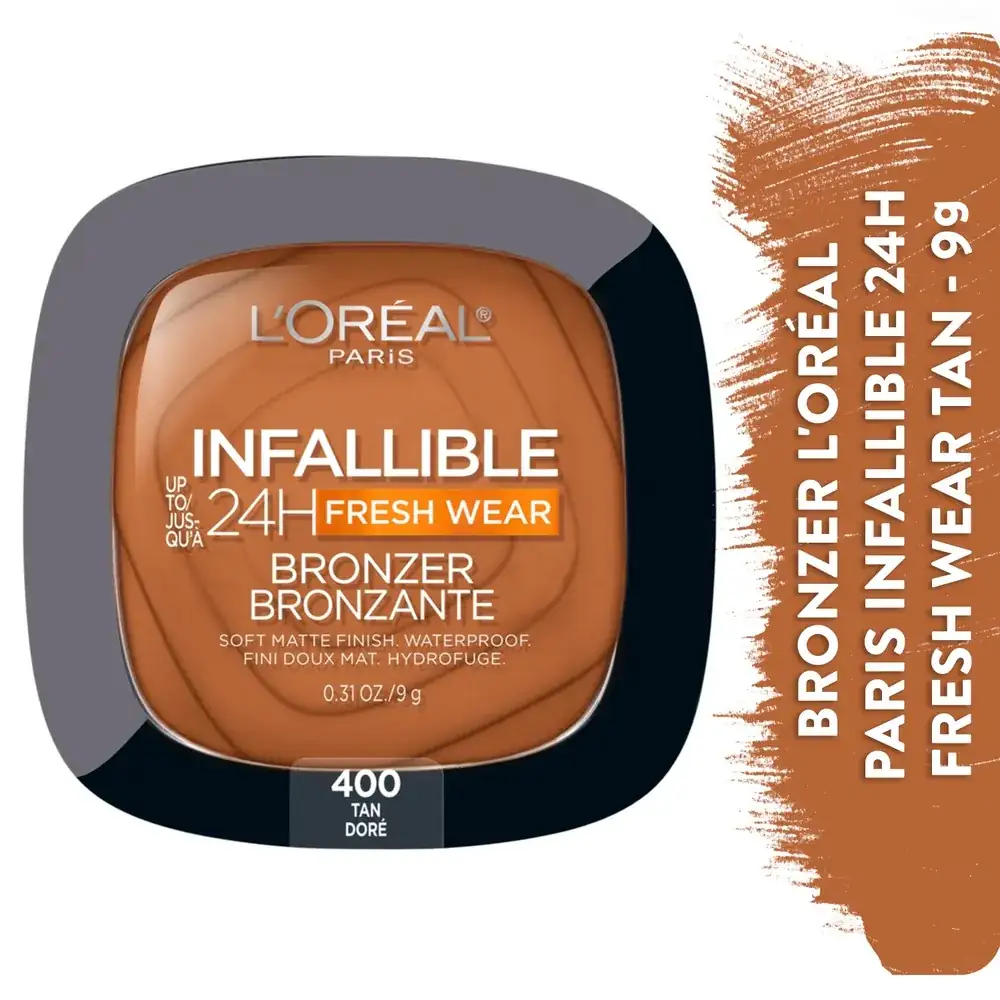 L'ORÉAL®
PARIS
INFALLIBLE
UP
TO/
JUS-
QU'À
24H
FRESH WEAR
BRONZER
BRONZANTE
SOFT MATTE FINISH. WATERPROOF.
FINI DOUX MAT. HYDROFUGE.
0.31 OZ./9 g
400
TAN
DORÉ
BRONZER L'ORÉAL
PARIS INFALLIBLE 24H
FRESH WEAR TAN - 9g